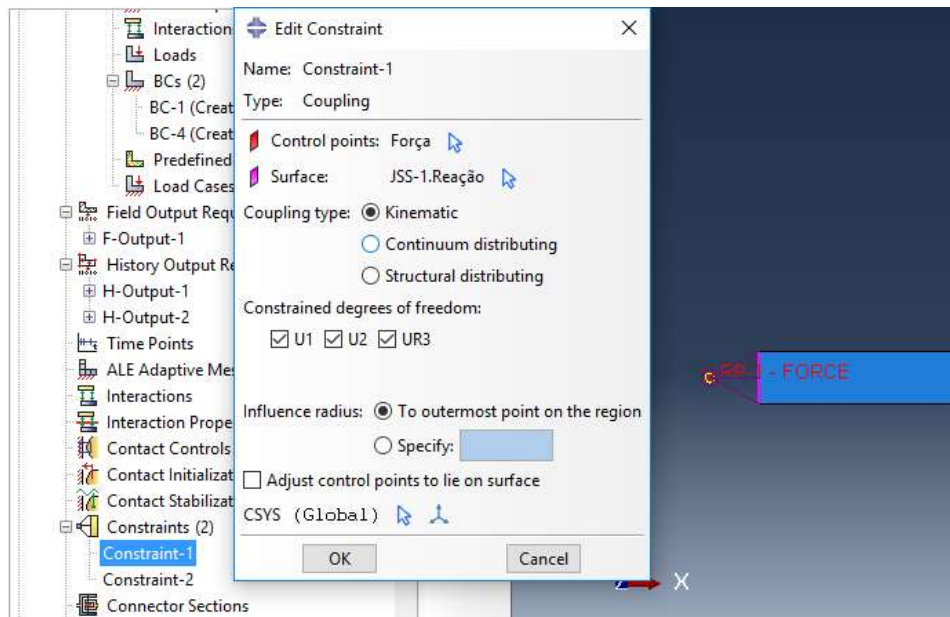 Interaction
Loads
BCs (2)
BC-1 (Creat
BC-4 (Creat
Predefined
Load Cases
Field Output Requ
F-Output-1
History Output Re
H-Output-1
H-Output-2
Time Points
ALE Adaptive Mes
Interactions
Interaction Prope
Contact Controls
Contact Initializat
Contact Stabilizat
Constraints (2)
Constraint-1
Constraint-2
Connector Sections
Edit Constraint
Name: Constraint-1
Type: Coupling
Control points: Força
Surface: JSS-1.Reação
Coupling type: Kinematic
Continuum distributing
Structural distributing
Constrained degrees of freedom:
U1 U2 UR3
Influence radius: To outermost point on the region
Specify:
Adjust control points to lie on surface
CSYS (Global)
OK Cancel
- FORCE
X